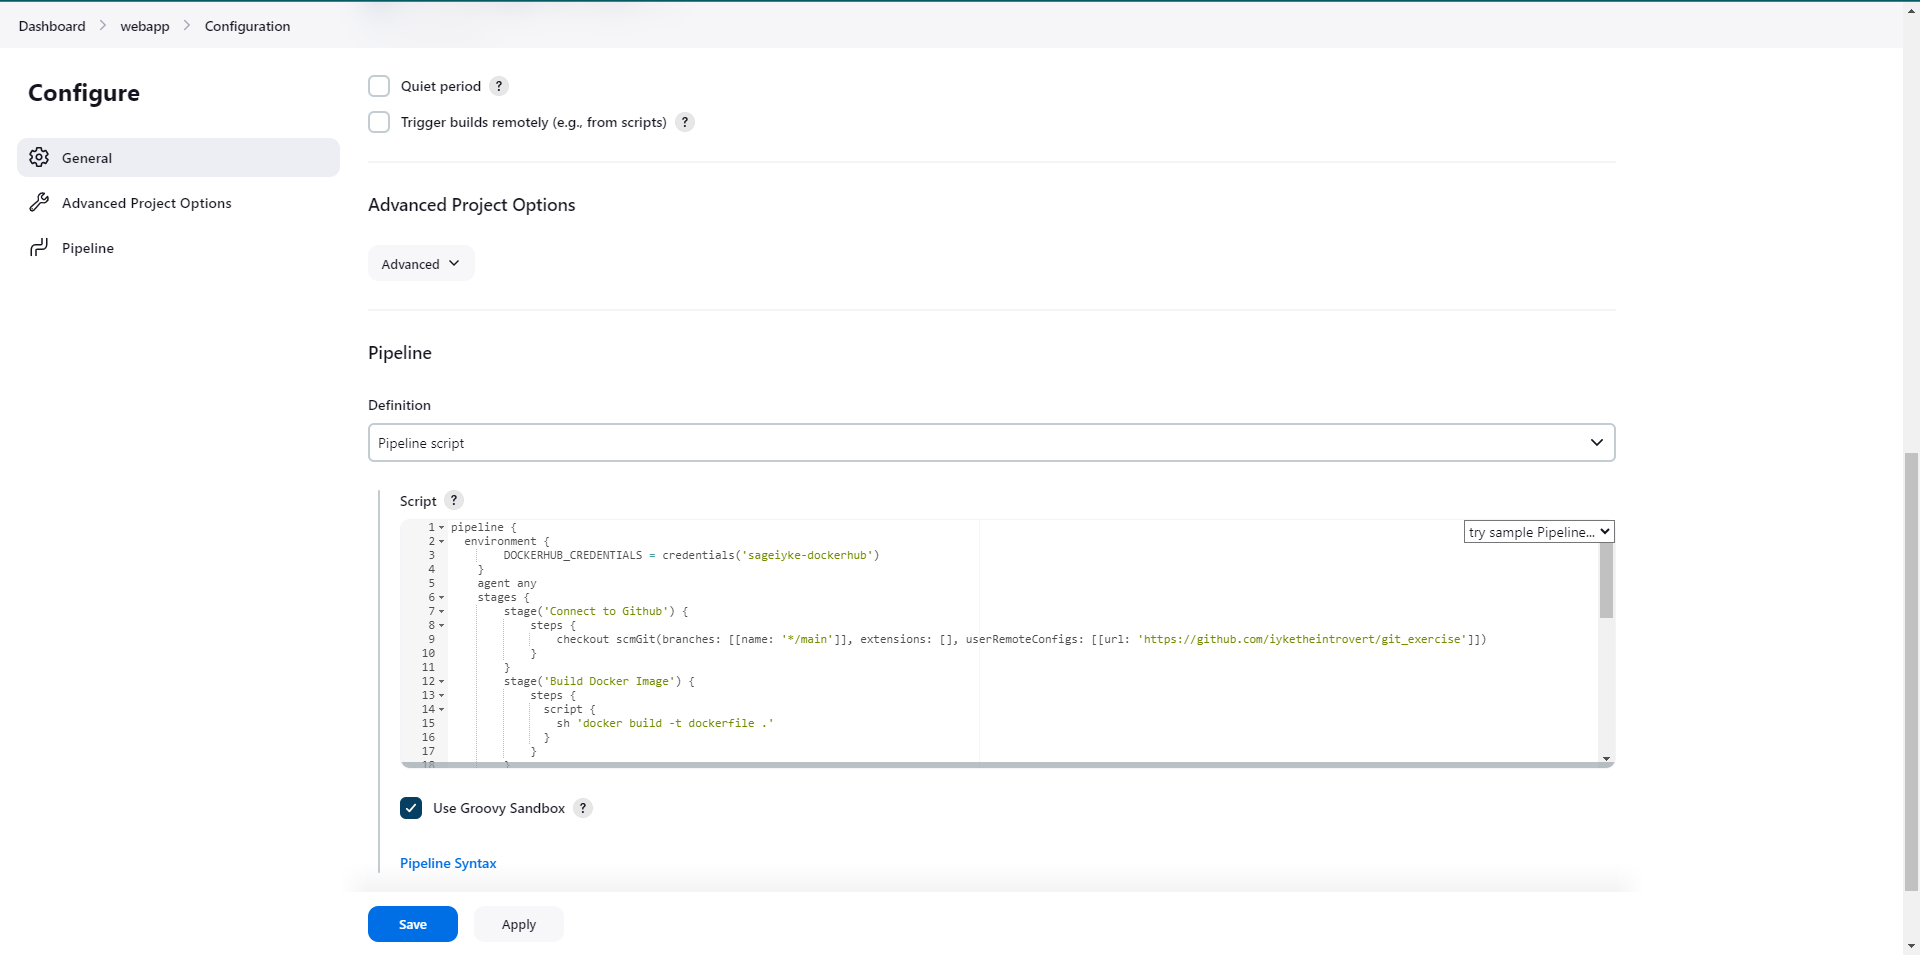 Dashboard > webapp > Configuration
Configure
General
Advanced Project Options
Pipeline
Quiet period ?
Trigger builds remotely (e.g., from scripts) ?
Advanced Project Options
Advanced
Pipeline
Definition
Pipeline script
Script ?
try sample Pipeline...
1 pipeline {
2 environment {
3 DOCKERHUB_CREDENTIALS = credentials('sageiyke-dockerhub')
4 }
5 agent any
6 stages {
7 stage('Connect to Github') {
8 steps {
9 checkout scmGit(branches: [[name: '*/main']], extensions: [], userRemoteConfigs: [[url: 'https://github.com/iyketheintrovert/git_exercise']])
10 }
11 }
12 stage('Build Docker Image') {
13 steps {
14 script {
15 sh 'docker build -t dockerfile .'
16 }
17 }
18 }
Use Groovy Sandbox ?
Pipeline Syntax
Save
Apply